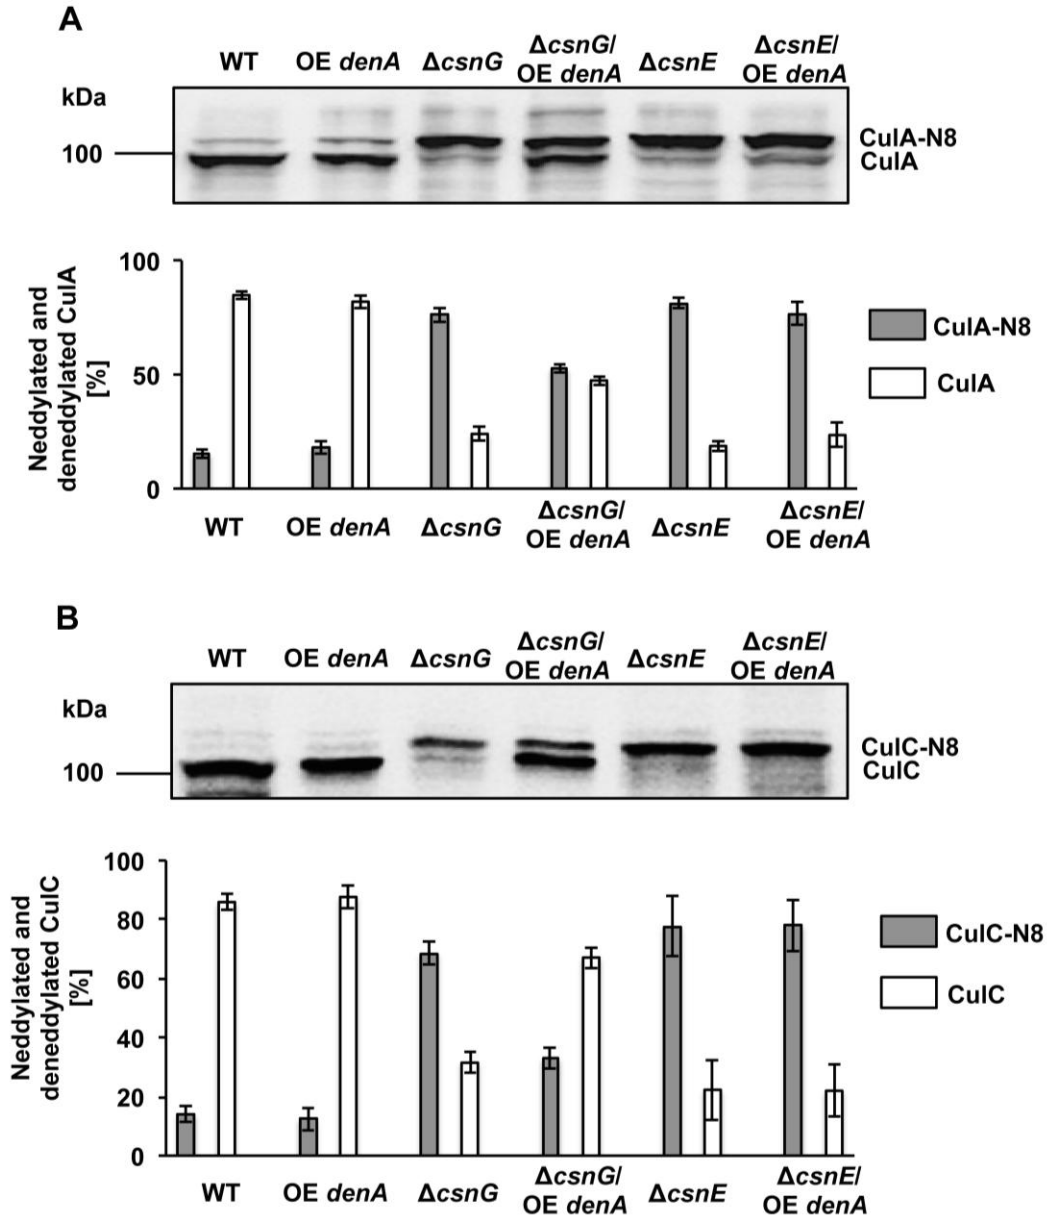 A
WT OE denA ΔcsnG ΔcsnG/ OE denA ΔcsnE ΔcsnE/ OE denA
kDa
100
CulA-N8
CulA
Neddylated and
deneddylated CulA
[%]
100
50
0
CulA-N8
CulA
WT OE denA ΔcsnG ΔcsnG/ OE denA ΔcsnE ΔcsnE/ OE denA
B
WT OE denA ΔcsnG ΔcsnG/ OE denA ΔcsnE ΔcsnE/ OE denA
kDa
100
CulC-N8
CulC
Neddylated and
deneddylated CulC
[%]
100
80
60
40
20
0
CulC-N8
CulC
WT OE denA ΔcsnG ΔcsnG/ OE denA ΔcsnE ΔcsnE/ OE denA